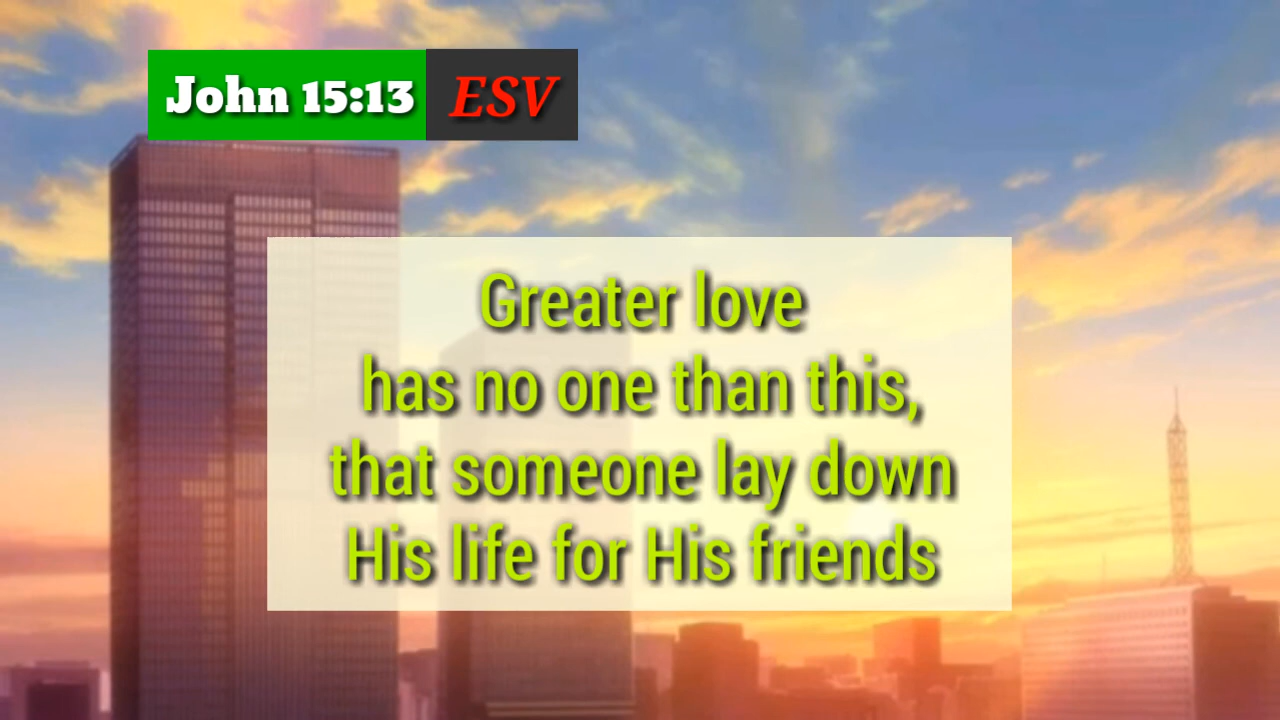 John 15:13 ESV
Greater love
has no one than this,
that someone lay down
His life for His friends